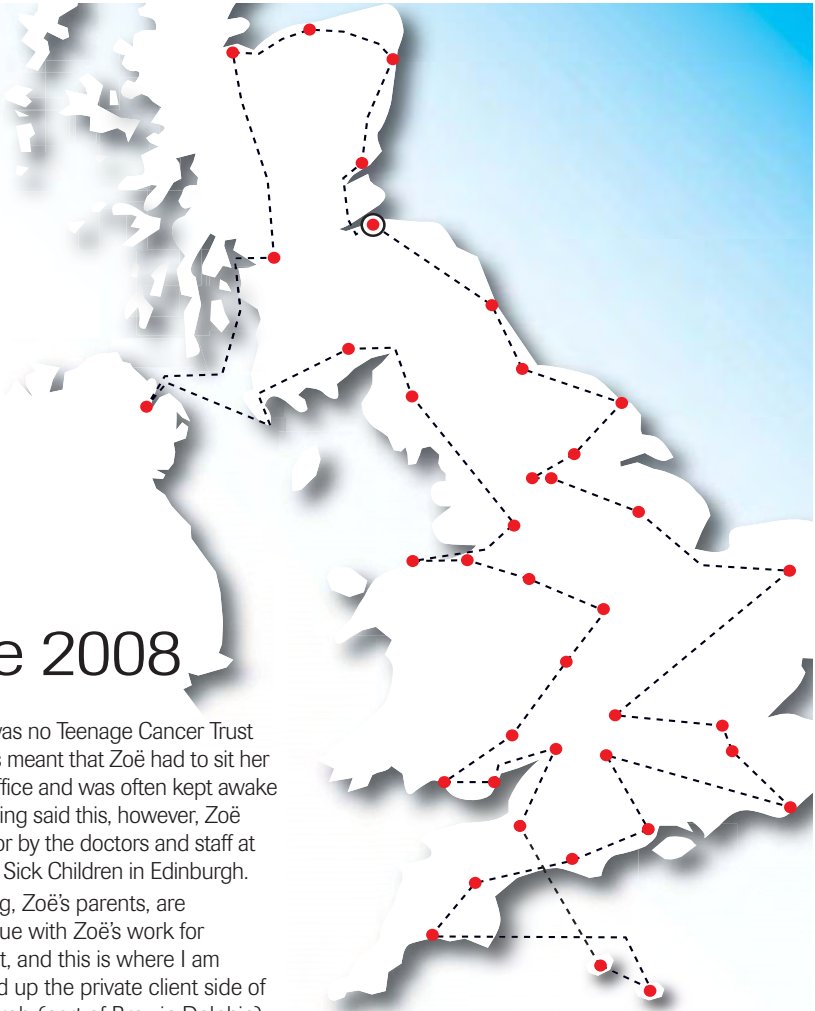 e 2008
was no Teenage Cancer Trust
s meant that Zoë had to sit her
ffice and was often kept awake
ing said this, however, Zoë
or by the doctors and staff at
Sick Children in Edinburgh.
g, Zoë's parents, are
ue with Zoë's work for
t, and this is where I am
d up the private client side of